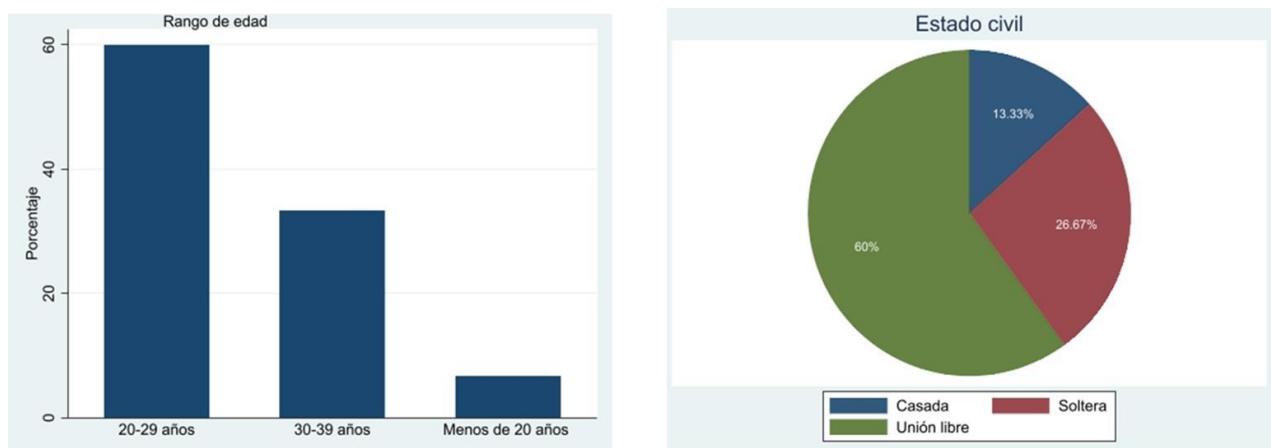 Rango de edad
Porcentaje
60
40
20
0
20-29 años
30-39 años
Menos de 20 años
Estado civil
13.33%
26.67%
60%
Casada
Soltera
Unión libre